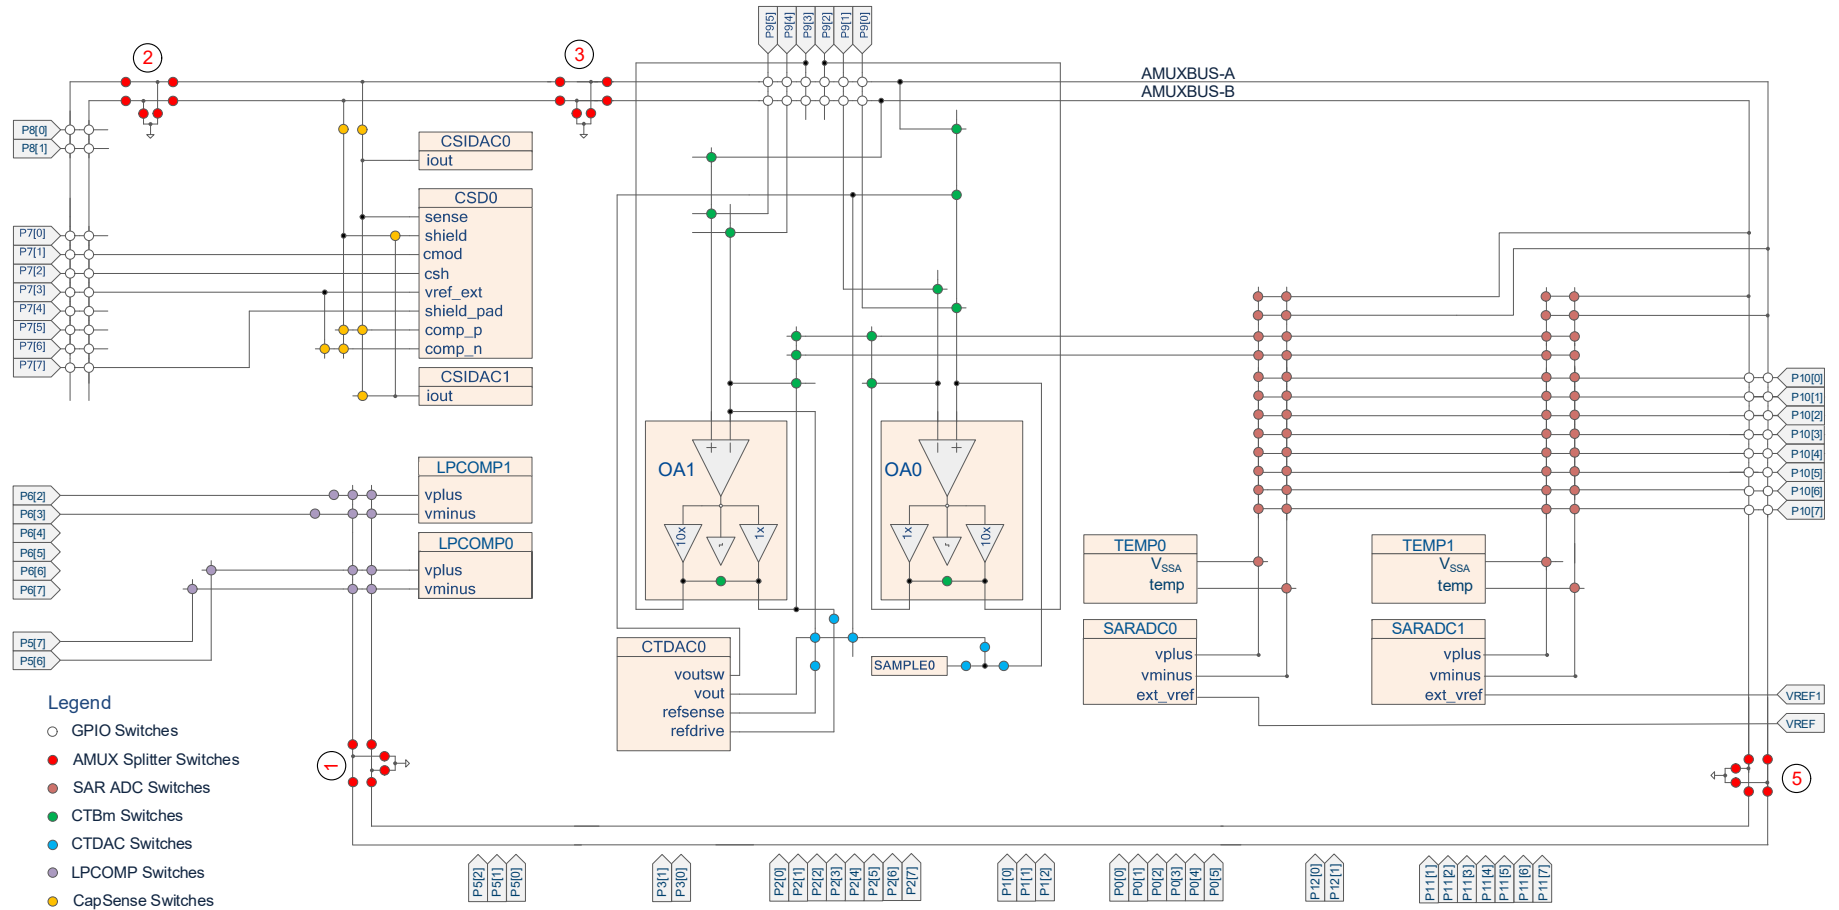 P9[5]
P9[4]
P9[3]
P9[2]
P9[1]
P9[0]
2
3
AMUXBUS-A
AMUXBUS-B
P8[0]
P8[1]
CSIDAC0
iout
CSD0
sense
shield
cmod
csh
vref_ext
shield_pad
comp_p
comp_n
CSIDAC1
iout
P7[0]
P7[1]
P7[2]
P7[3]
P7[4]
P7[5]
P7[6]
P7[7]
P10[0]
P10[1]
P10[2]
P10[3]
P10[4]
P10[5]
P10[6]
P10[7]
LPCOMP1
vplus
vminus
LPCOMP0
vplus
vminus
P6[2]
P6[3]
P6[4]
P6[5]
P6[6]
P6[7]
P5[7]
P5[6]
OA1
+
10x
1x
OA0
+
1x
10x
TEMP0
VSSA
temp
TEMP1
VSSA
temp
SARADC0
vplus
vminus
ext_vref
SARADC1
vplus
vminus
ext_vref
VREF1
VREF
CTDAC0
voutsw
vout
refsense
refdrive
SAMPLE0
Legend
GPIO Switches
AMUX Splitter Switches
SAR ADC Switches
CTBm Switches
CTDAC Switches
LPCOMP Switches
CapSense Switches
1
5
P5[2]
P5[1]
P5[0]
P3[1]
P3[0]
P2[0]
P2[1]
P2[2]
P2[3]
P2[4]
P2[5]
P2[6]
P2[7]
P1[0]
P1[1]
P1[2]
P0[0]
P0[1]
P0[2]
P0[3]
P0[4]
P0[5]
P12[0]
P12[1]
P11[1]
P11[2]
P11[3]
P11[4]
P11[5]
P11[6]
P11[7]